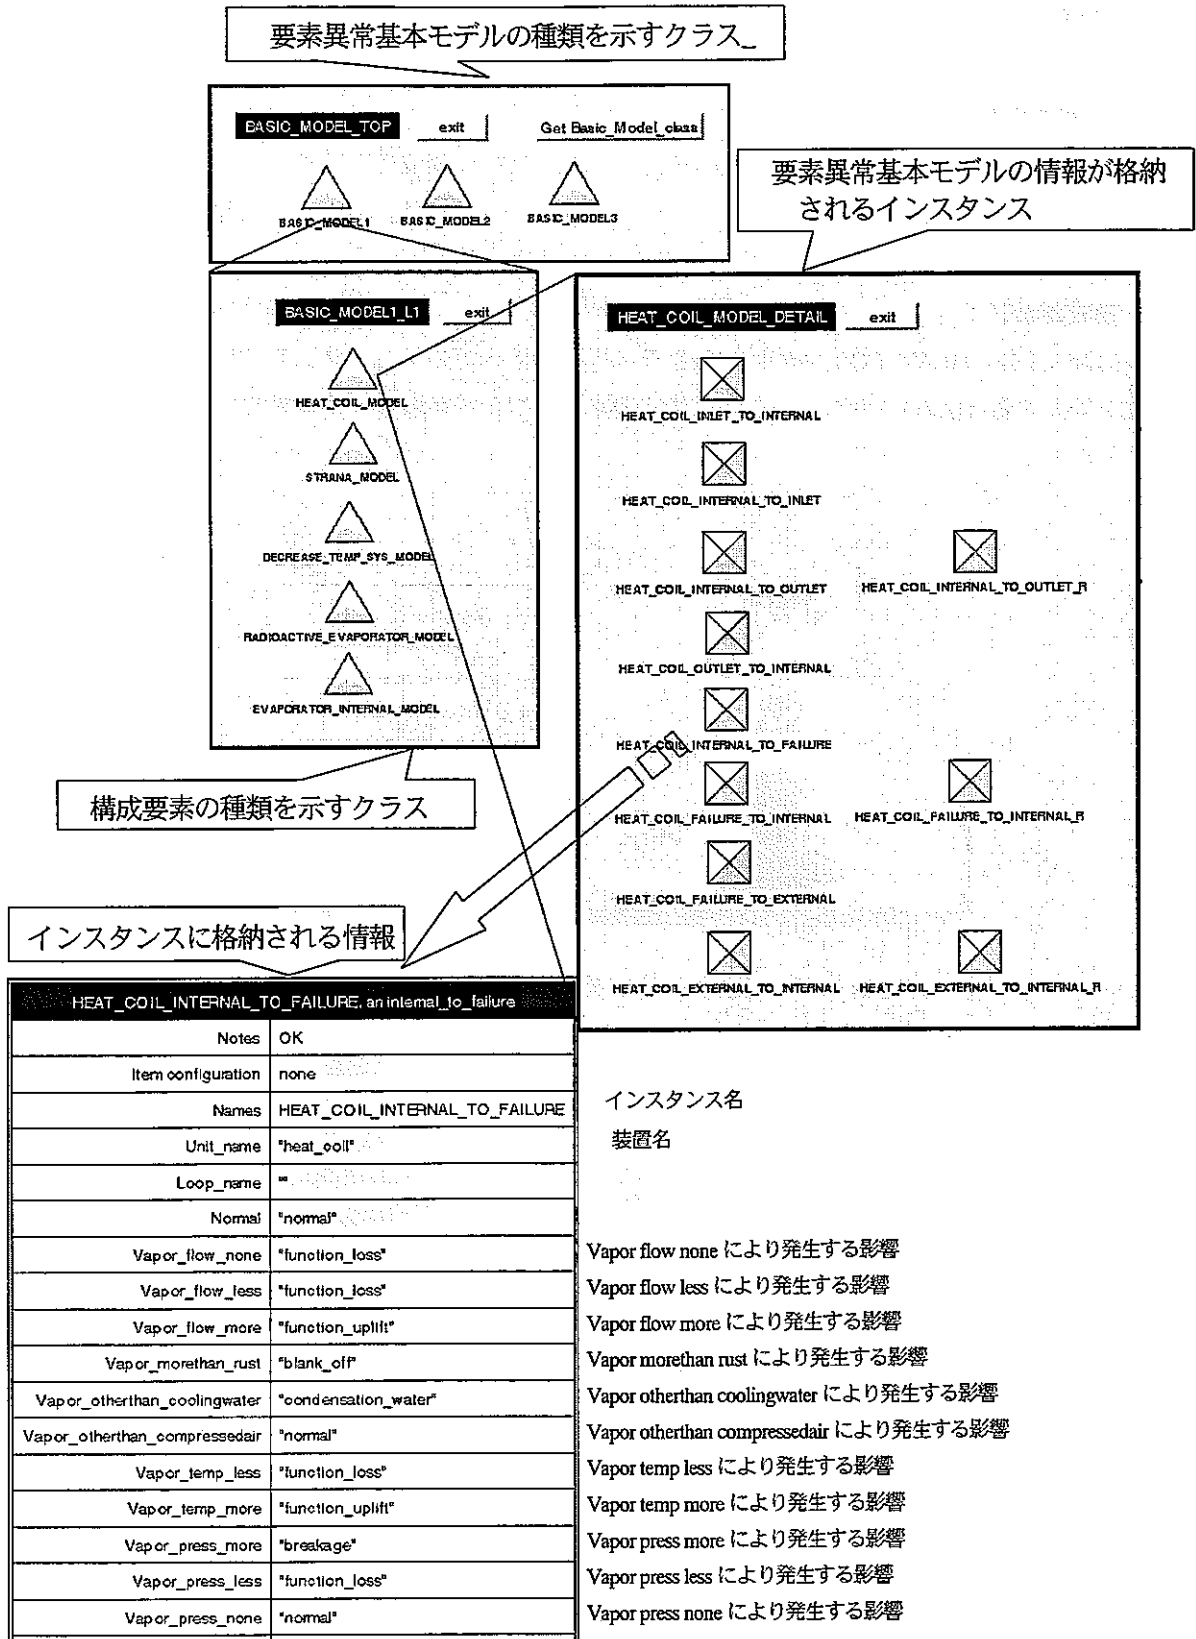 要素異常基本モデルの種類を示すクラス
BASIC_MODEL_TOP exit Get Basic_Model_class
BASIC_MODEL1 BASIC_MODEL2 BASIC_MODEL3
要素異常基本モデルの情報が格納
されるインスタンス
BASIC_MODEL1_L1 exit
HEAT_COIL_MODEL
STRANA_MODEL
DECREASE_TEMP_SYS_MODEL
RADIOACTIVE_EVAPORATOR_MODEL
EVAPORATOR_INTERNAL_MODEL
構成要素の種類を示すクラス
HEAT_COIL_MODEL_DETAIL exit
HEAT_COIL_INLET_TO_INTERNAL
HEAT_COIL_INTERNAL_TO_INLET
HEAT_COIL_INTERNAL_TO_OUTLET HEAT_COIL_INTERNAL_TO_OUTLET_R
HEAT_COIL_OUTLET_TO_INTERNAL
HEAT_COIL_INTERNAL_TO_FAILURE
HEAT_COIL_FAILURE_TO_INTERNAL HEAT_COIL_FAILURE_TO_INTERNAL_R
HEAT_COIL_FAILURE_TO_EXTERNAL
HEAT_COIL_EXTERNAL_TO_INTERNAL HEAT_COIL_EXTERNAL_TO_INTERNAL_R
インスタンスに格納される情報
HEAT_COIL_INTERNAL_TO_FAILURE, an internal_to_failure
Notes OK
Item configuration none
Names HEAT_COIL_INTERNAL_TO_FAILURE インスタンス名
Unit_name "heat_coil" 装置名
Loop_name ""
Normal "normal"
Vapor_flow_none "function_loss" Vapor flow none により発生する影響
Vapor_flow_less "function_loss" Vapor flow less により発生する影響
Vapor_flow_more "function_uplift" Vapor flow more により発生する影響
Vapor_morethan_rust "blank_off" Vapor morethan rust により発生する影響
Vapor_otherthan_coolingwater "condensation_water" Vapor otherthan coolingwater により発生する影響
Vapor_otherthan_compressedair "normal" Vapor otherthan compressedair により発生する影響
Vapor_temp_less "function_loss" Vapor temp less により発生する影響
Vapor_temp_more "function_uplift" Vapor temp more により発生する影響
Vapor_press_more "breakage" Vapor press more により発生する影響
Vapor_press_less "function_loss" Vapor press less により発生する影響
Vapor_press_none "normal" Vapor press none により発生する影響